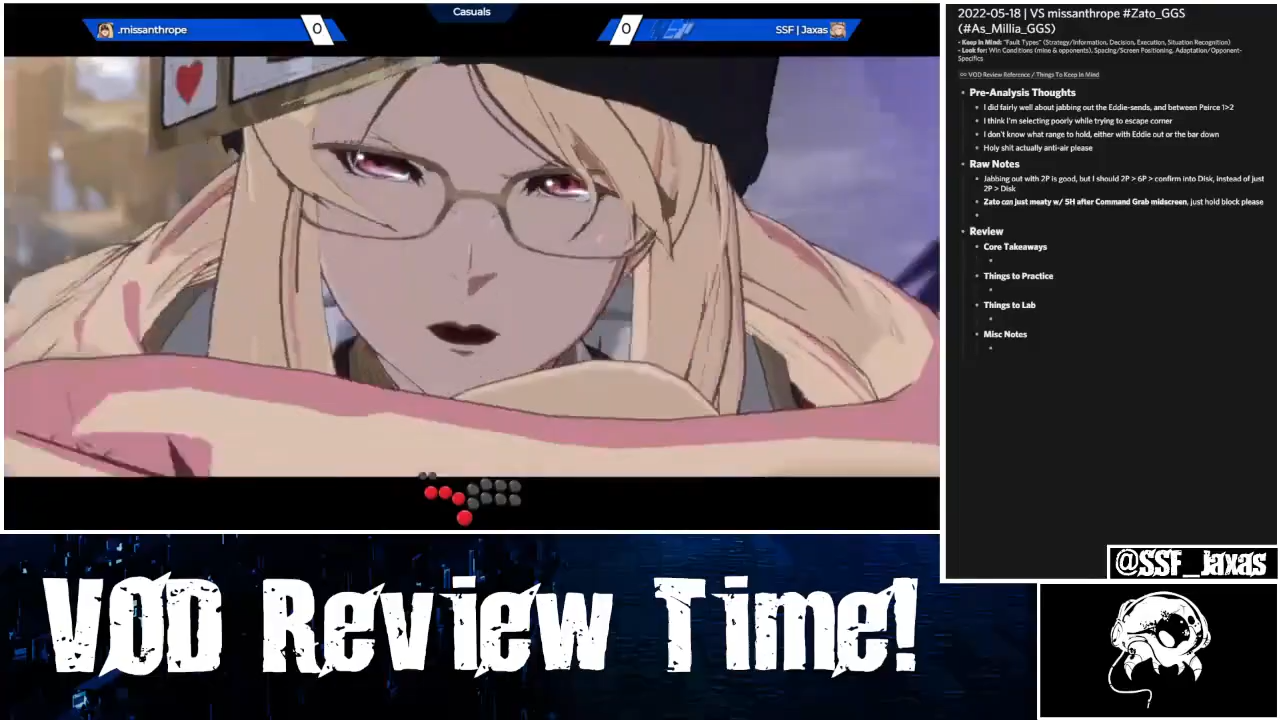 Casuals
.missanthrope
0
0
SSF | Jaxas
2022-05-18 | VS missanthrope #Zato_GGS
(#As_Millia_GGS)
- Keep In Mind: "Fault Types" (Strategy/Information, Decision, Execution, Situation Recognition)
- Look for: Win Conditions (mine & opponents), Spacing/Screen Positioning, Adaptation/Opponent-
Specifics
VOD Review Reference / Things To Keep In Mind
Pre-Analysis Thoughts
I did fairly well about jabbing out the Eddie-sends, and between Peirce 1>2
I think I'm selecting poorly while trying to escape corner
I don't know what range to hold, either with Eddie out or the bar down
Holy shit actually anti-air please
Raw Notes
Jabbing out with 2P is good, but I should 2P > 6P > confirm into Disk, instead of just
2P > Disk
Zato can just meaty w/ 5H after Command Grab midscreen, just hold block please
Review
Core Takeaways
Things to Practice
Things to Lab
Misc Notes
@SSF_Jaxas
VOD Review Time!